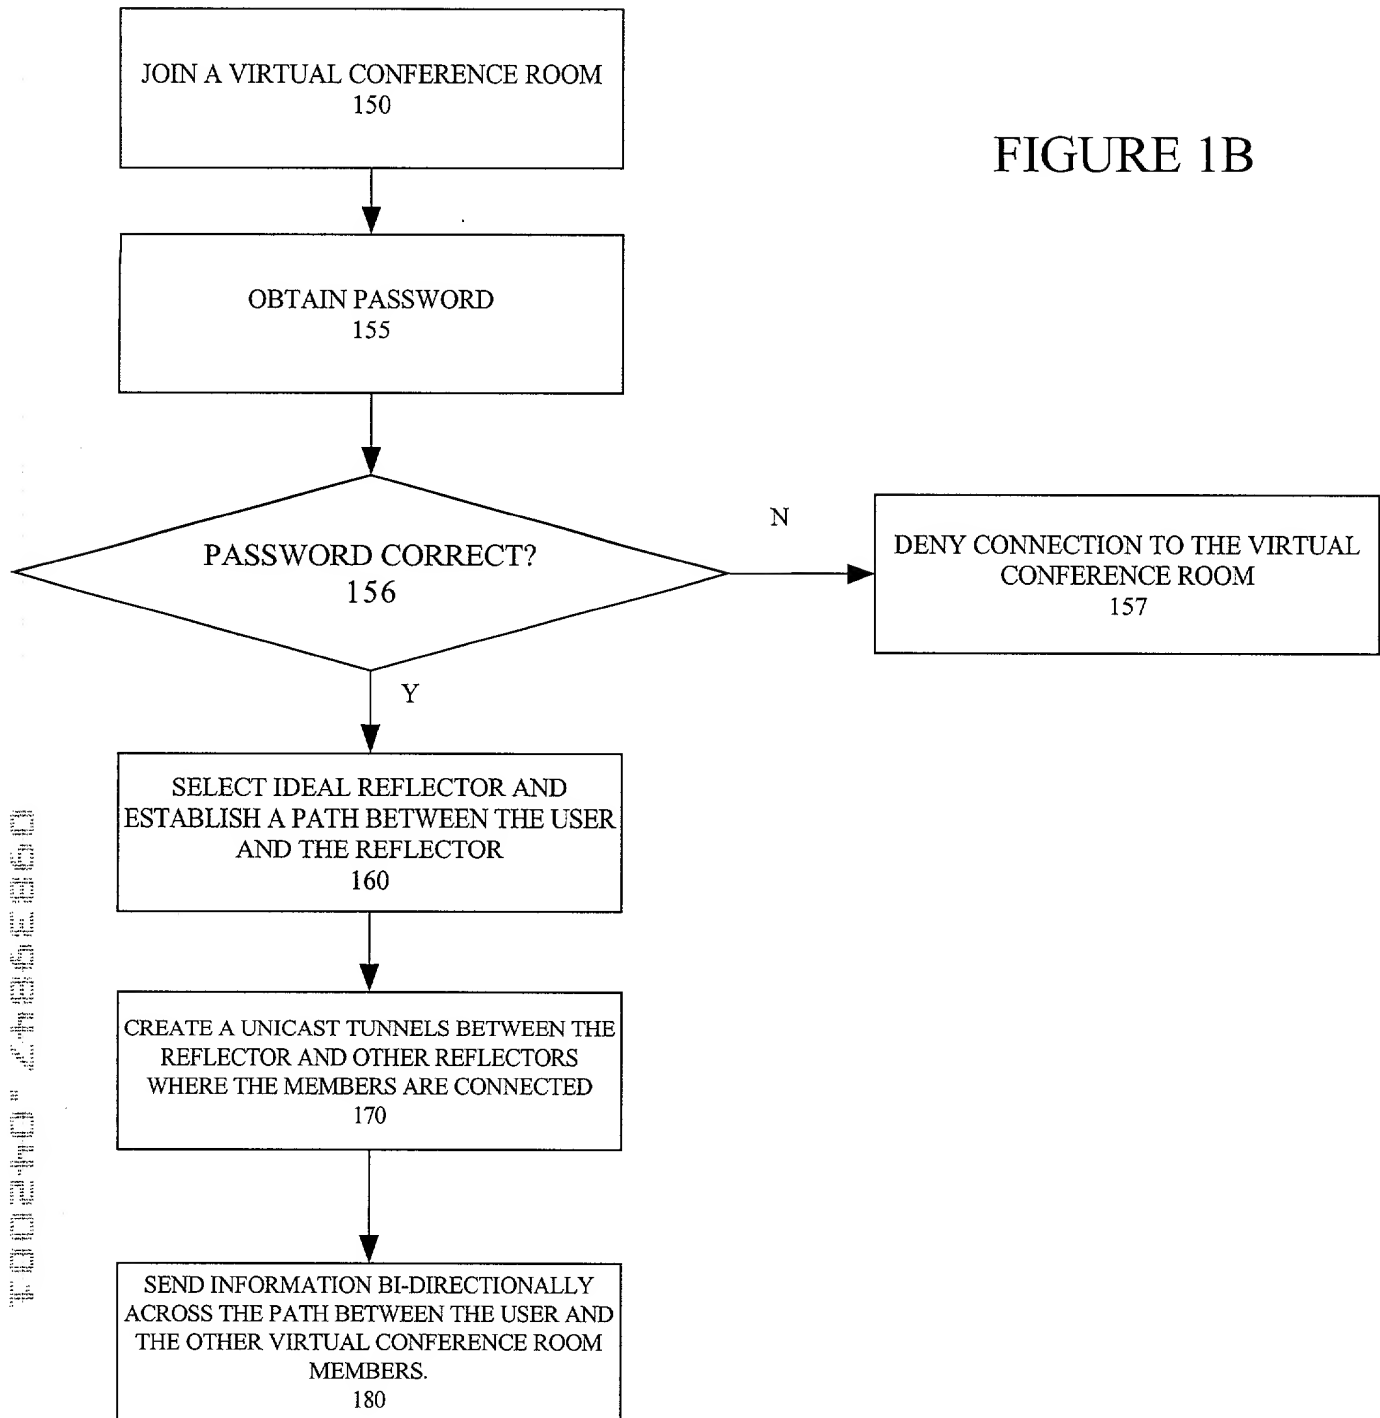 JOIN A VIRTUAL CONFERENCE ROOM
150
FIGURE 1B
OBTAIN PASSWORD
155
PASSWORD CORRECT?
156
N
DENY CONNECTION TO THE VIRTUAL
CONFERENCE ROOM
157
Y
SELECT IDEAL REFLECTOR AND
ESTABLISH A PATH BETWEEN THE USER
AND THE REFLECTOR
160
CREATE A UNICAST TUNNELS BETWEEN THE
REFLECTOR AND OTHER REFLECTORS
WHERE THE MEMBERS ARE CONNECTED
170
SEND INFORMATION BI-DIRECTIONALLY
ACROSS THE PATH BETWEEN THE USER AND
THE OTHER VIRTUAL CONFERENCE ROOM
MEMBERS.
180
09839847.042001